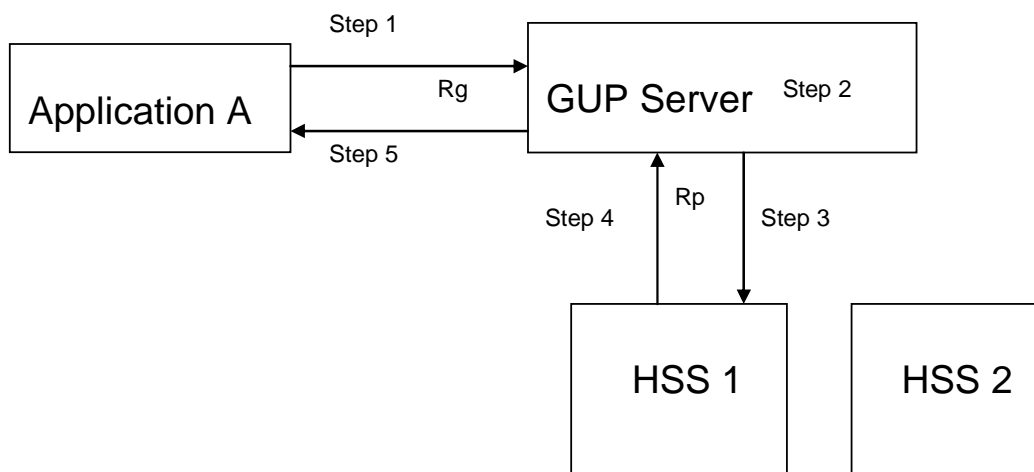 Step 1
Application A
Rg
GUP Server
Step 2
Step 5
Step 4
Rp
Step 3
HSS 1
HSS 2